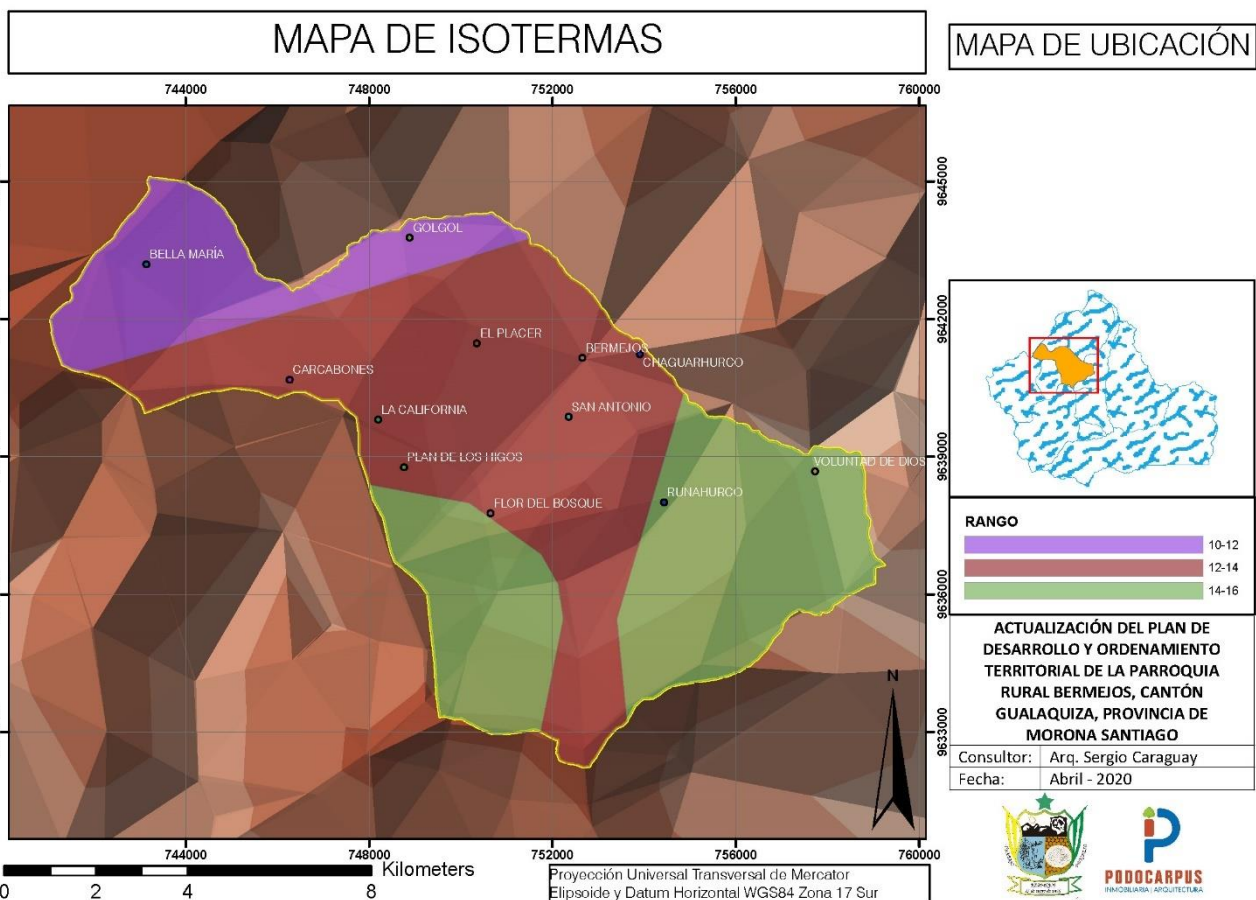 MAPA DE ISOTERMAS
MAPA DE UBICACIÓN
744000
748000
752000
756000
760000
9645000
9642000
9639000
9636000
9633000
BELLA MARÍA
GOLGOL
EL PLACER
BERMEJOS
CHAGUARHURCO
CARCABONES
LA CALIFORNIA
SAN ANTONIO
PLAN DE LOS HIGOS
VOLUNTAD DE DIOS
RUNAHURCO
FLOR DEL BOSQUE
N
744000
748000
752000
756000
760000
Kilometers
0
2
4
8
Proyección Universal Transversal de Mercator
Elipsoide y Datum Horizontal WGS84 Zona 17 Sur
RANGO
10-12
12-14
14-16
ACTUALIZACIÓN DEL PLAN DE
DESARROLLO Y ORDENAMIENTO
TERRITORIAL DE LA PARROQUIA
RURAL BERMEJOS, CANTÓN
GUALAQUIZA, PROVINCIA DE
MORONA SANTIAGO
Consultor: Arq. Sergio Caraguay
Fecha: Abril - 2020
PODOCARPUS
INMOBILIARIA | ARQUITECTURA